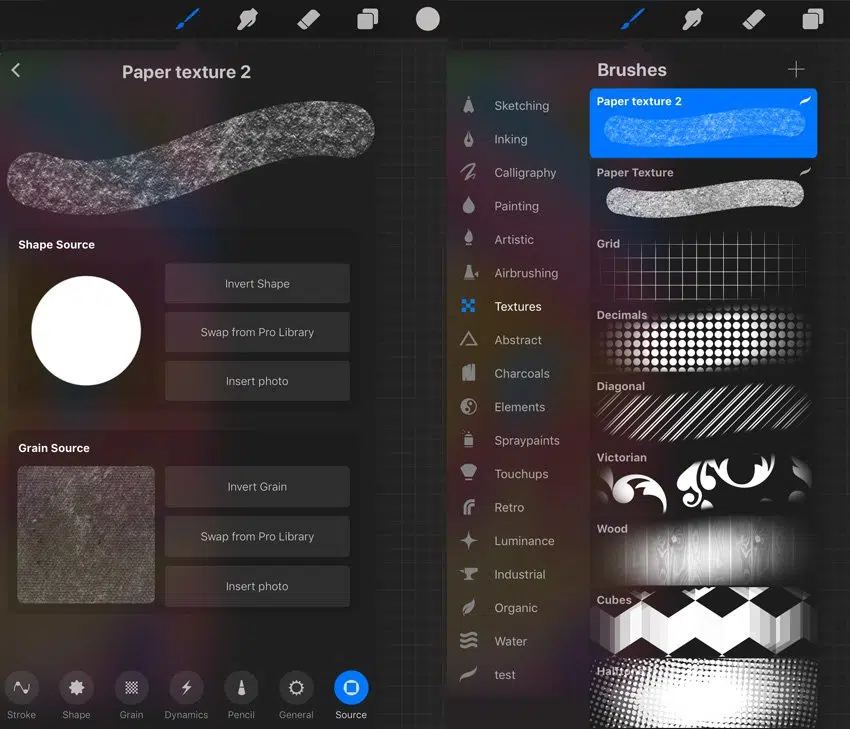 Paper texture 2
Shape Source
Invert Shape
Swap from Pro Library
Insert photo
Grain Source
Invert Grain
Swap from Pro Library
Insert photo
Stroke
Shape
Grain
Dynamics
Pencil
General
Source
Brushes
Sketching
Inking
Calligraphy
Painting
Artistic
Airbrushing
Textures
Abstract
Charcoals
Elements
Spraypaints
Touchups
Retro
Luminance
Industrial
Organic
Water
test
Paper texture 2
Paper Texture
Grid
Decimals
Diagonal
Victorian
Wood
Cubes